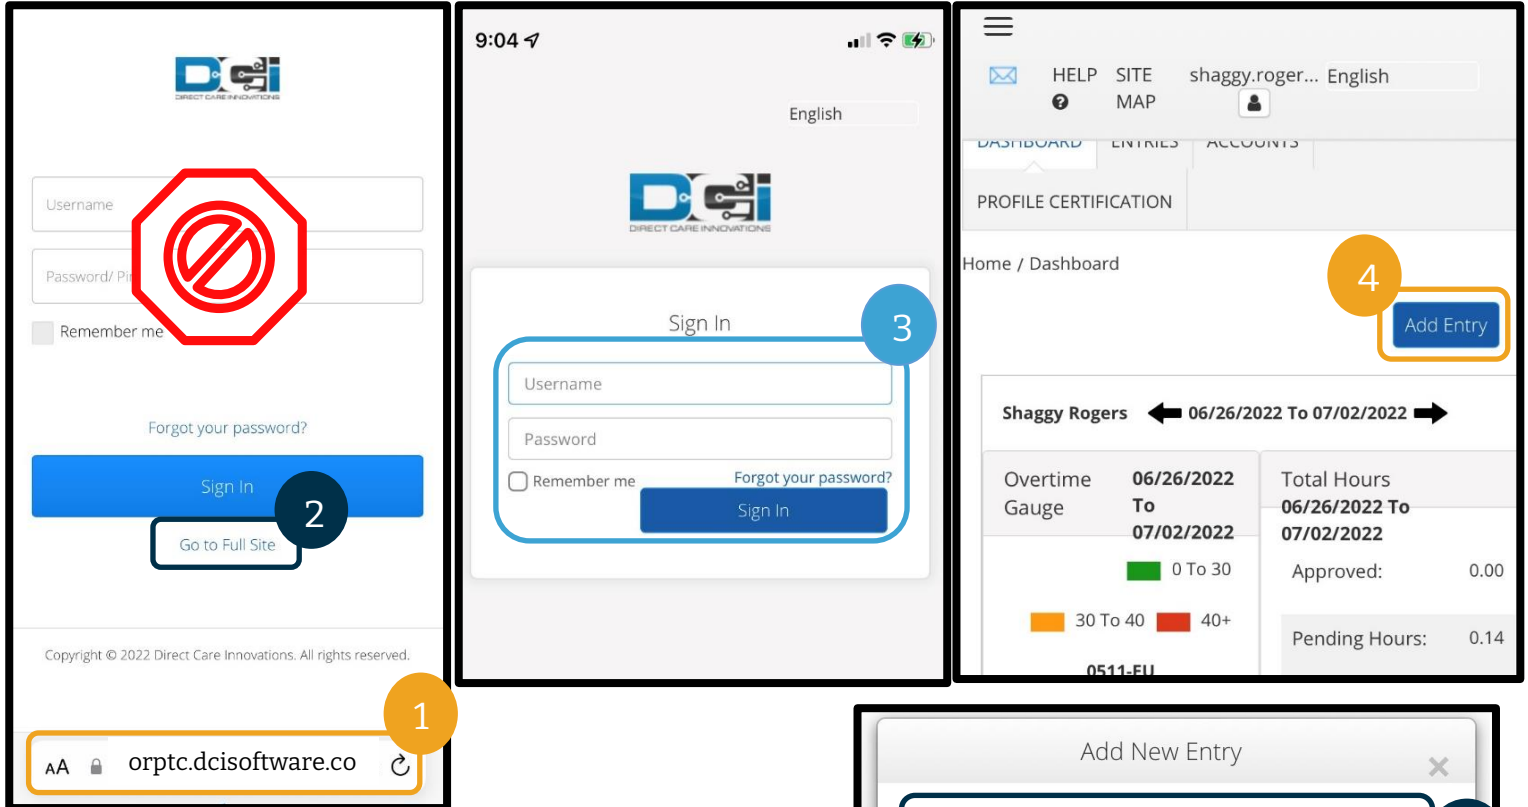 DCi
DIRECT CARE INNOVATIONS
Username
Password/ Pi
Remember me
Forgot your password?
Sign In
2
Go to Full Site
Copyright © 2022 Direct Care Innovations. All rights reserved.
1
AA orptc.dcisoftware.co
9:04
English
DCi
DIRECT CARE INNOVATIONS
Sign In
3
Username
Password
Remember me
Forgot your password?
Sign In
HELP SITE MAP shaggy.roger... English
DASHBOARD ENTRIES ACCOUNTS
PROFILE CERTIFICATION
Home / Dashboard
4
Add Entry
Shaggy Rogers 06/26/2022 To 07/02/2022
Overtime Gauge
06/26/2022
To
07/02/2022
0 To 30
30 To 40 40+
0511-FU
Total Hours
06/26/2022 To
07/02/2022
Approved: 0.00
Pending Hours: 0.14
Add New Entry